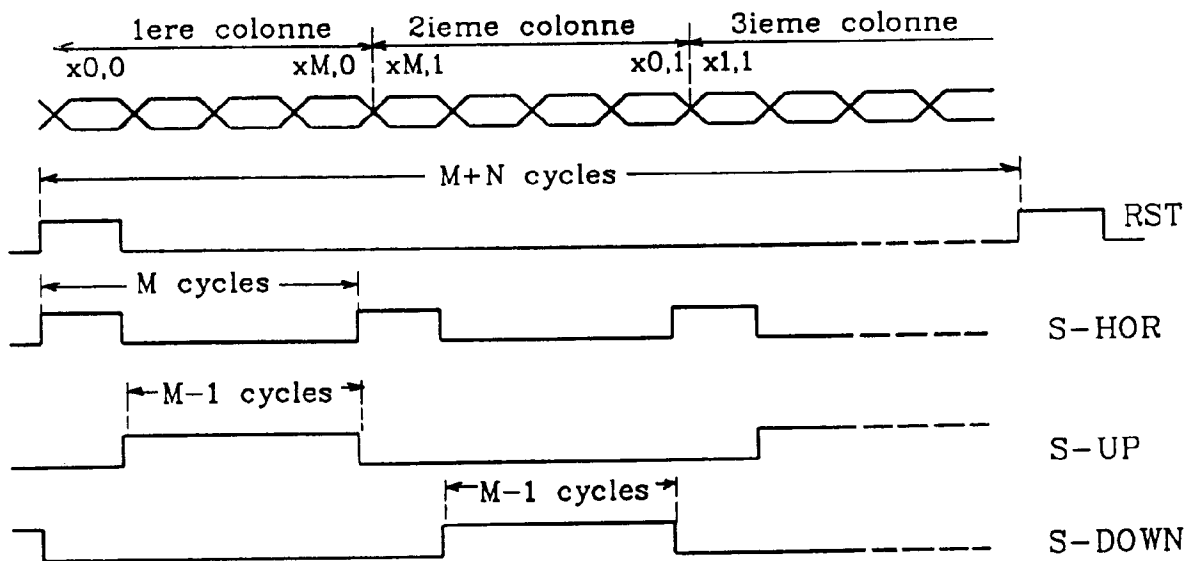 1ere colonne 2ieme colonne 3ieme colonne
x0,0 xM,0 xM,1 x0,1 x1,1
M+N cycles
RST
M cycles
S-HOR
M-1 cycles
S-UP
M-1 cycles
S-DOWN